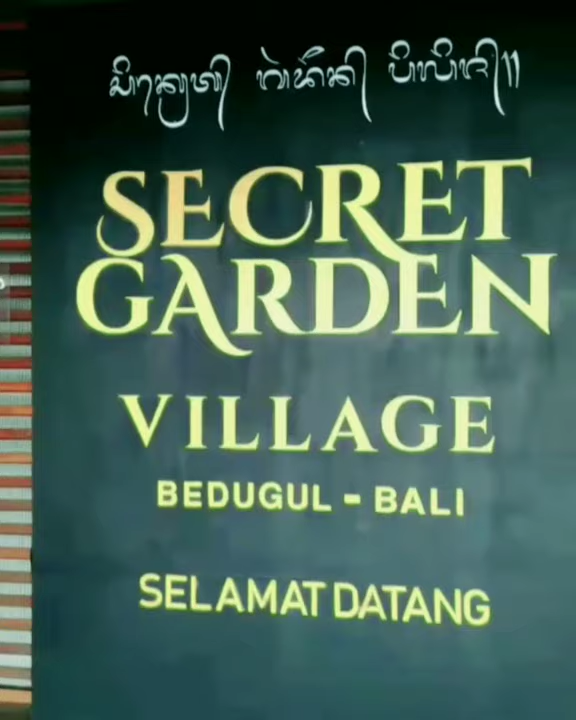 SECRET
GARDEN
VILLAGE
BEDUGUL - BALI
SELAMAT DATANG